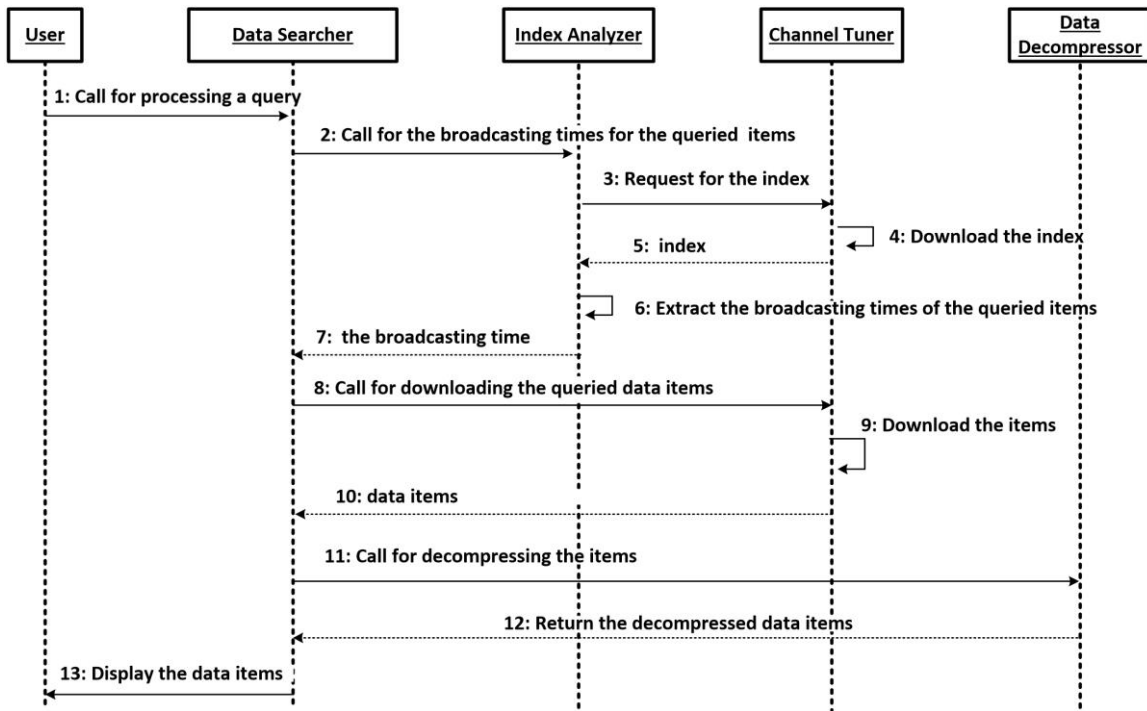 User
Data Searcher
Index Analyzer
Channel Tuner
Data
Decompressor
1: Call for processing a query
2: Call for the broadcasting times for the queried items
3: Request for the index
4: Download the index
5: index
6: Extract the broadcasting times of the queried items
7: the broadcasting time
8: Call for downloading the queried data items
9: Download the items
10: data items
11: Call for decompressing the items
12: Return the decompressed data items
13: Display the data items